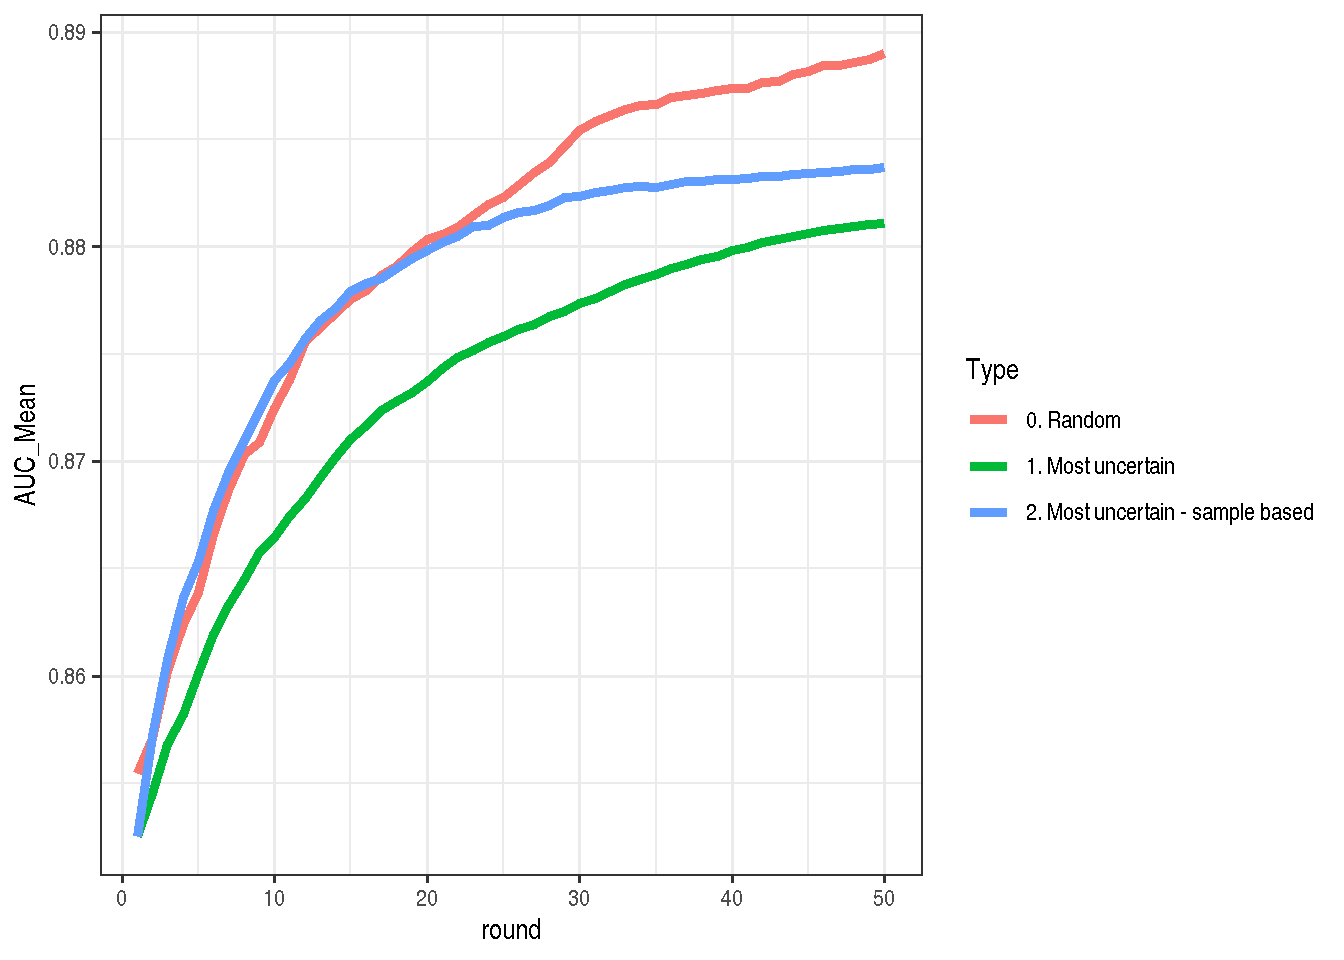 0.89
0.88
0.87
0.86
AUC_Mean
0 10 20 30 40 50
round
Type
0. Random
1. Most uncertain
2. Most uncertain - sample based